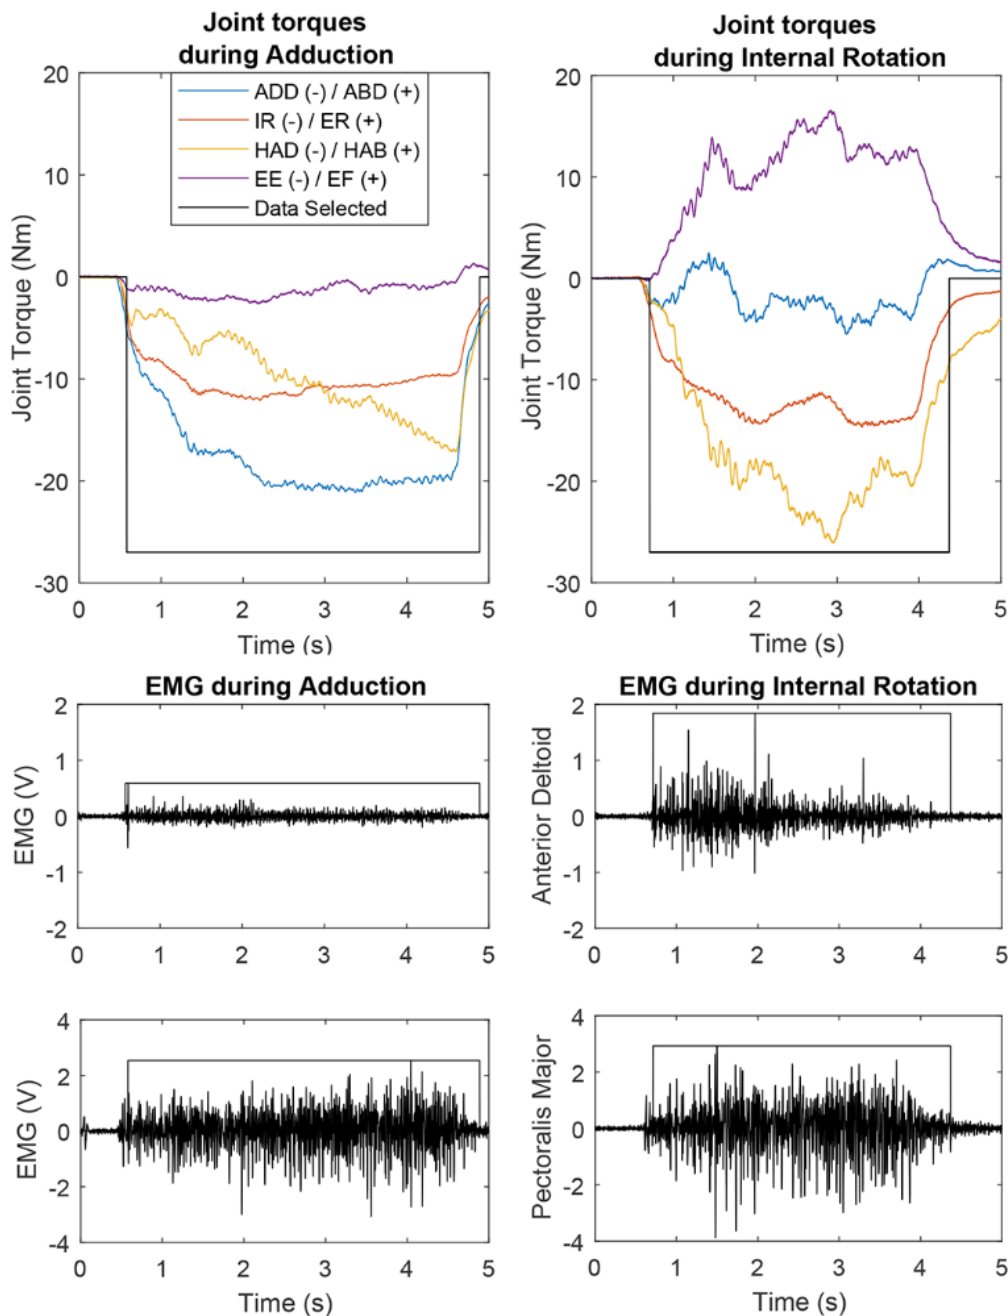 Joint torques
during Adduction
20
10
0
-10
-20
-30
Joint Torque (Nm)
ADD (-) / ABD (+)
IR (-) / ER (+)
HAD (-) / HAB (+)
EE (-) / EF (+)
Data Selected
0 1 2 3 4 5
Time (s)
Joint torques
during Internal Rotation
20
10
0
-10
-20
-30
Joint Torque (Nm)
0 1 2 3 4 5
Time (s)
EMG during Adduction
2
1
0
-1
-2
EMG (V)
0 1 2 3 4 5
EMG during Internal Rotation
2
1
0
-1
-2
Anterior Deltoid
0 1 2 3 4 5
4
2
0
-2
-4
EMG (V)
0 1 2 3 4 5
Time (s)
4
2
0
-2
-4
Pectoralis Major
0 1 2 3 4 5
Time (s)